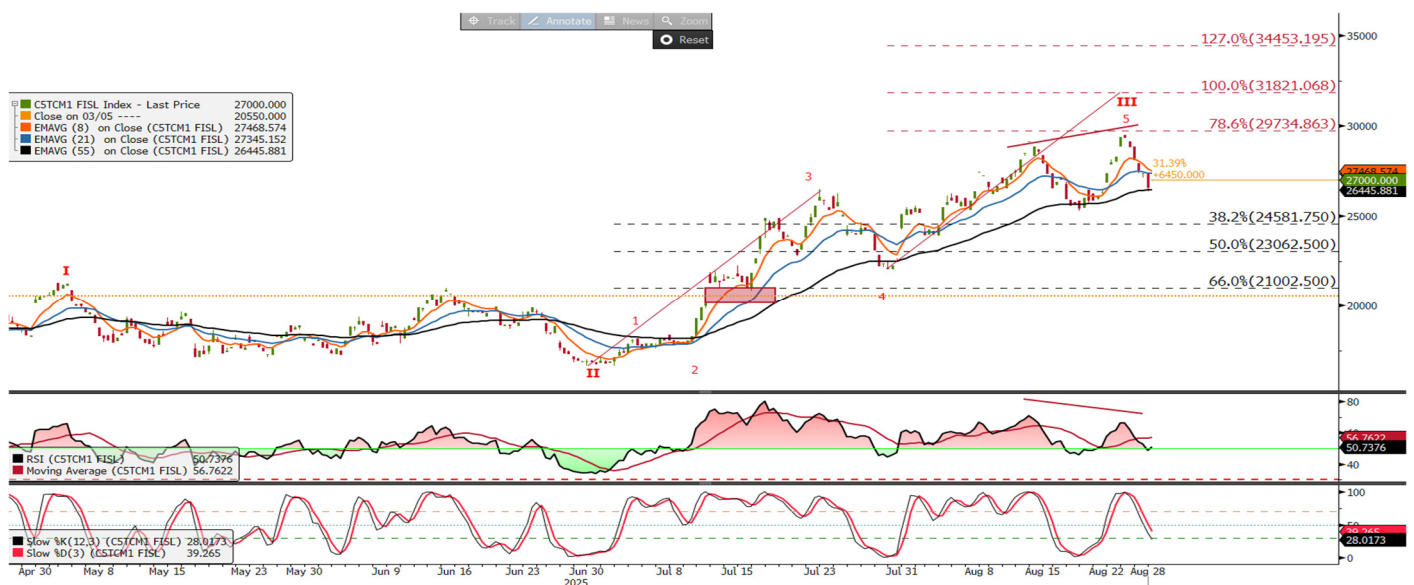 Track Annotate News Zoom
Reset
C5TCM1 FISL Index - Last Price 27000.000
Close on 03/05 ---- 20550.000
EMAVG (8) on Close (C5TCM1 FISL) 27468.574
EMAVG (21) on Close (C5TCM1 FISL) 27345.152
EMAVG (55) on Close (C5TCM1 FISL) 26445.881
127.0%(34453.195)
35000
100.0%(31821.068)
III
5
78.6%(29734.863)
30000
31.39%
+6450.000
27468.574
27000.000
26445.881
3
25000
38.2%(24581.750)
50.0%(23062.500)
I
66.0%(21002.500)
4
20000
1
II
2
80
60
56.7622
50.7376
40
RSI (C5TCM1 FISL) 50.7376
Moving Average (C5TCM1 FISL) 56.7622
100
50
39.265
28.0173
0
Slow %K(12,3) (C5TCM1 FISL) 28.0173
Slow %D(3) (C5TCM1 FISL) 39.265
Apr 30 May 8 May 15 May 23 May 30 Jun 9 Jun 16 Jun 23 Jun 30 Jul 8 Jul 15 Jul 23 Jul 31 Aug 8 Aug 15 Aug 22 Aug 28
2025